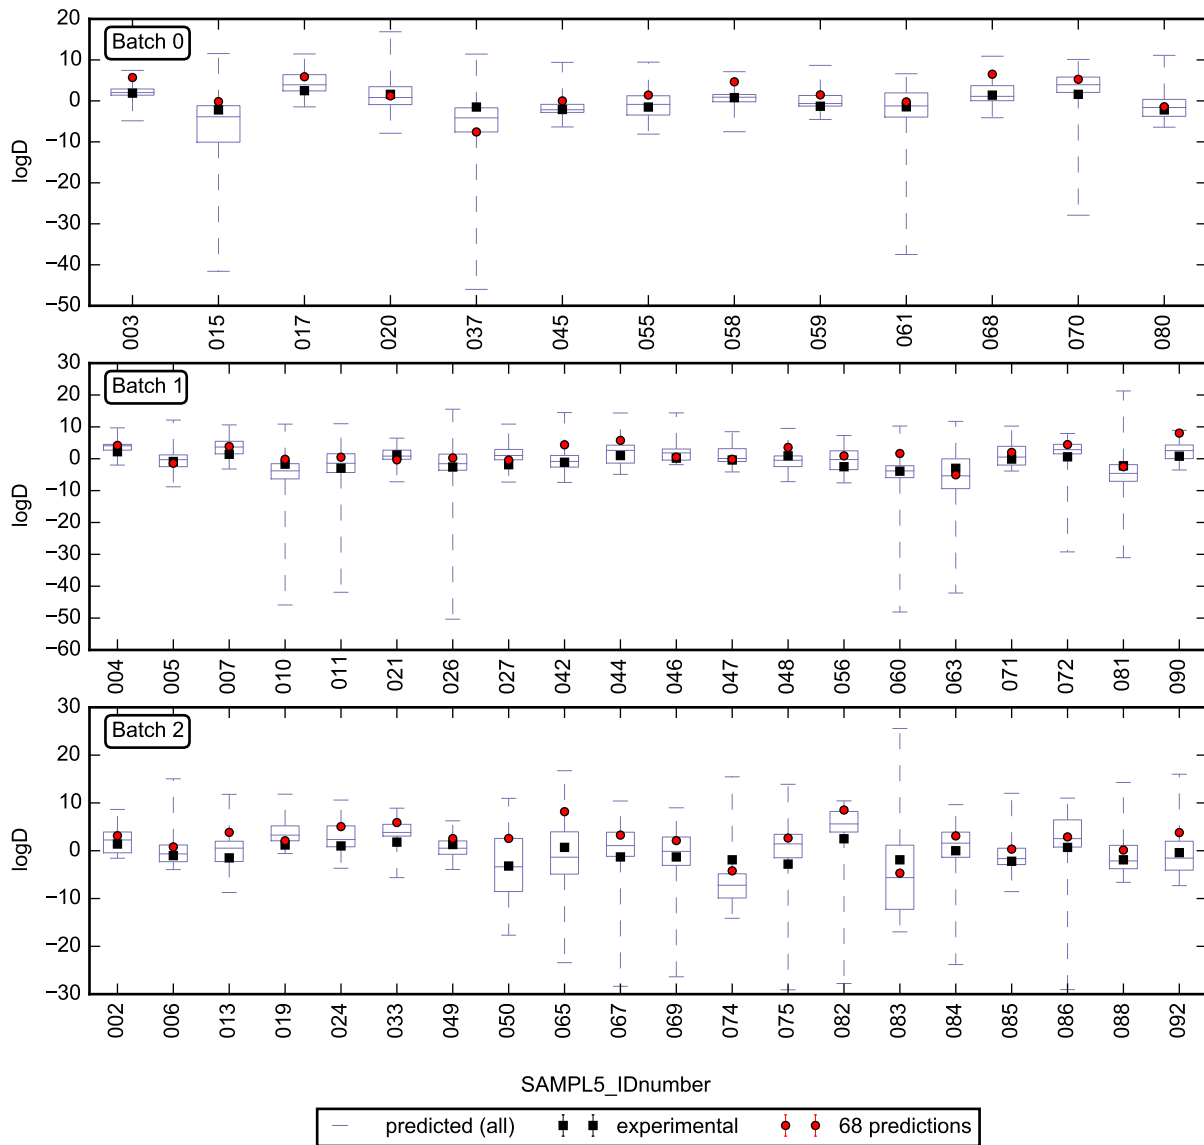 Batch 0
logD
20
10
0
−10
−20
−30
−40
−50
003 015 017 020 037 045 055 058 059 061 068 070 080
Batch 1
logD
30
20
10
0
−10
−20
−30
−40
−50
−60
004 005 007 010 011 021 026 027 042 044 046 047 048 056 060 063 071 072 081 090
Batch 2
logD
30
20
10
0
−10
−20
−30
002 006 013 019 024 033 049 050 065 067 069 074 075 082 083 084 085 086 088 092
SAMPL5_IDnumber
predicted (all) experimental 68 predictions